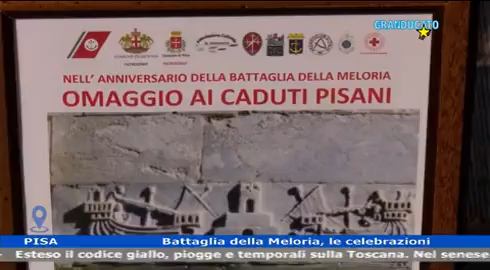 GRANDUCATO
NELL' ANNIVERSARIO DELLA BATTAGLIA DELLA MELORIA
OMAGGIO AI CADUTI PISANI
PISA
Battaglia della Meloria, le celebrazioni
Esteso il codice giallo, piogge e temporali sulla Toscana. Nel senese